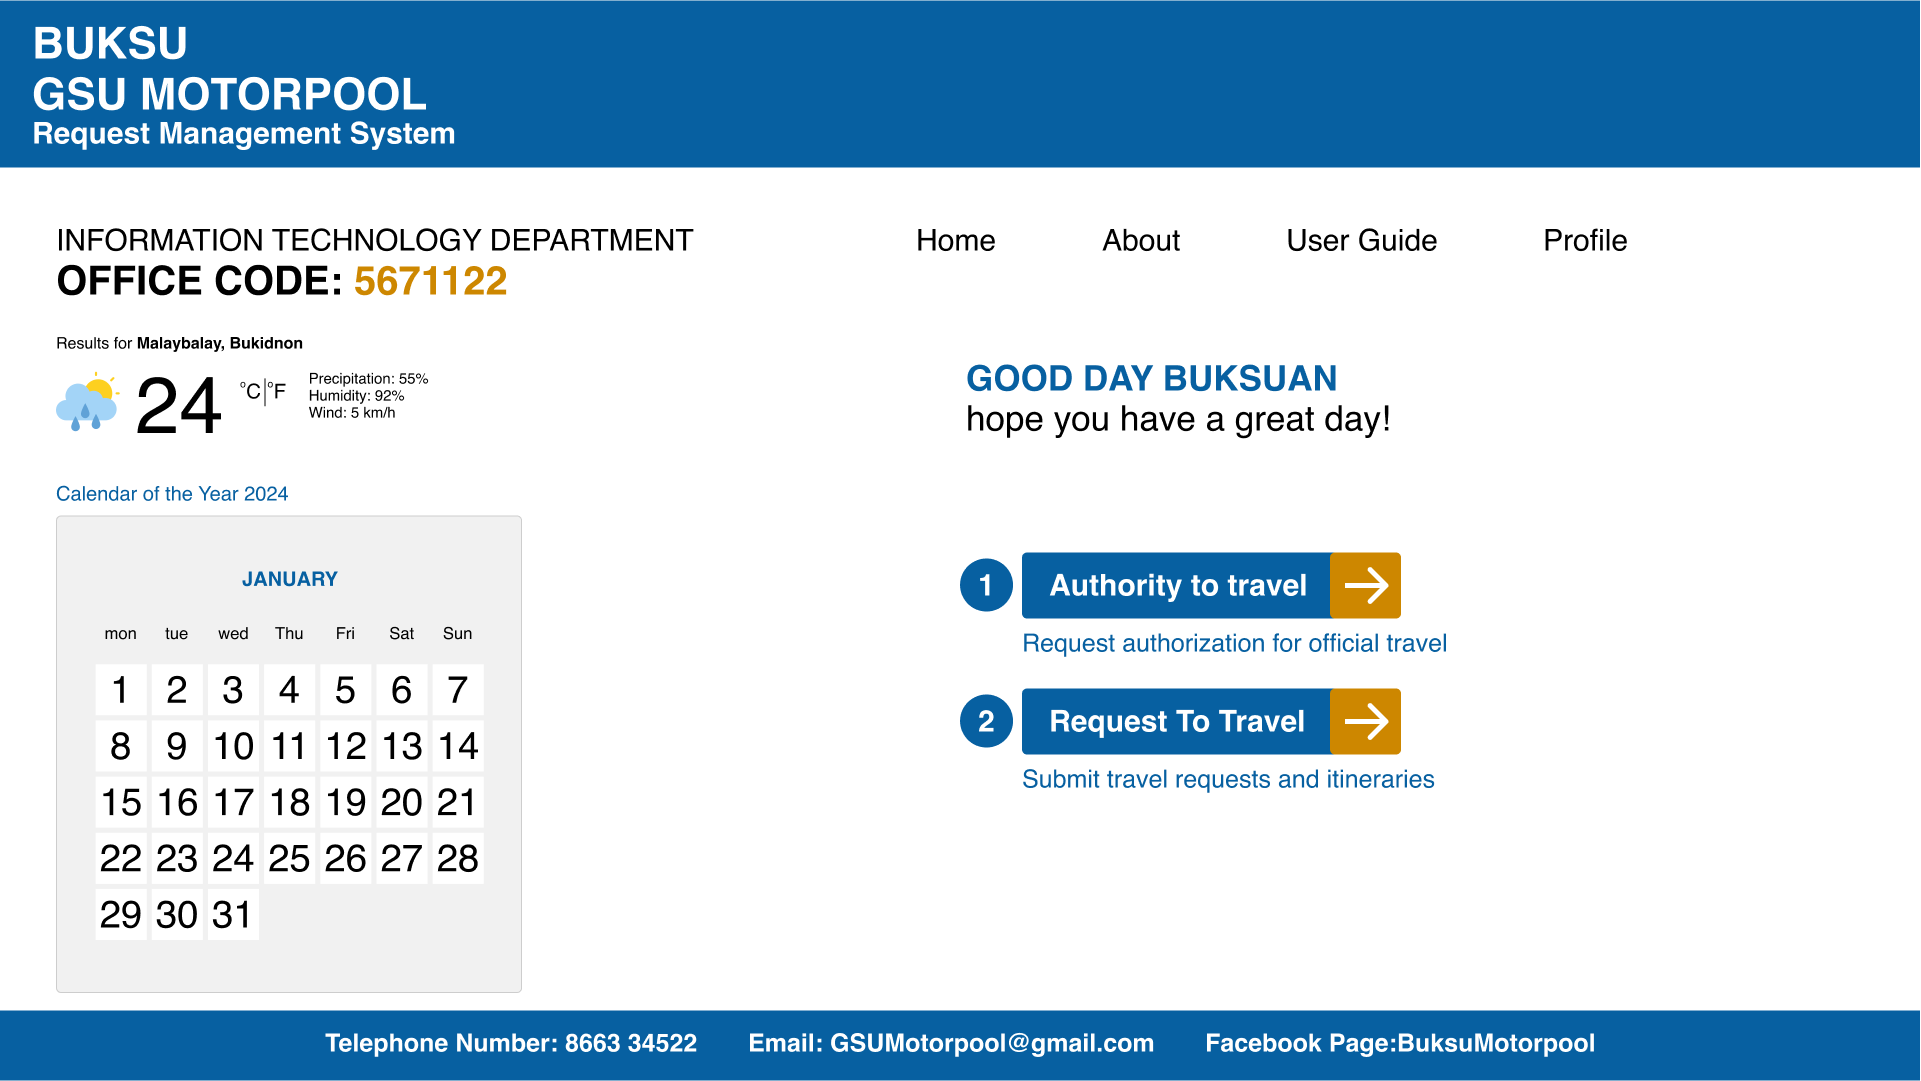 BUKSU
GSU MOTORPOOL
Request Management System
INFORMATION TECHNOLOGY DEPARTMENT
OFFICE CODE: 5671122
Home About User Guide Profile
Results for Malaybalay, Bukidnon
24 °C|°F
Precipitation: 55%
Humidity: 92%
Wind: 5 km/h
GOOD DAY BUKSUAN
hope you have a great day!
Calendar of the Year 2024
JANUARY
mon tue wed Thu Fri Sat Sun
1 2 3 4 5 6 7
8 9 10 11 12 13 14
15 16 17 18 19 20 21
22 23 24 25 26 27 28
29 30 31
1 Authority to travel
Request authorization for official travel
2 Request To Travel
Submit travel requests and itineraries
Telephone Number: 8663 34522 Email: GSUMotorpool@gmail.com Facebook Page:BuksuMotorpool